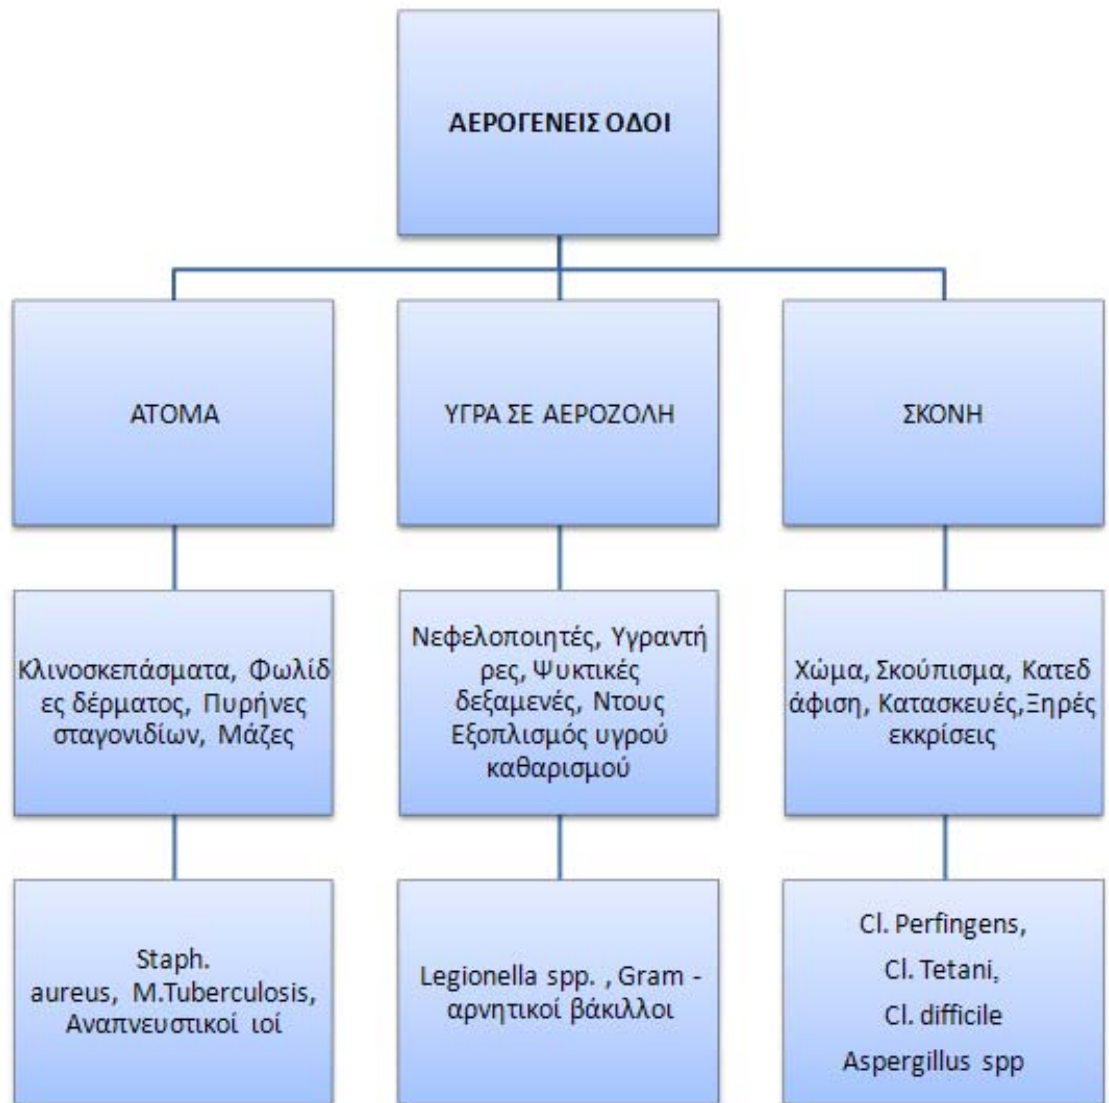 ΑΕΡΟΓΕΝΕΙΣ ΟΔΟΙ
ΑΤΟΜΑ
ΥΓΡΑ ΣΕ ΑΕΡΟΖΟΛΗ
ΣΚΟΝΗ
Κλινοσκεπάσματα, Φωλίδ
ες δέρματος, Πυρήνες
σταγονιδίων, Μάζες
Νεφελοποιητές, Υγραντή
ρες, Ψυκτικές
δεξαμενές, Ντους
Εξοπλισμός υγρού
καθαρισμού
Χώμα, Σκούπισμα, Κατεδ
άφιση, Κατασκευές,Ξηρές
εκκρίσεις
Staph.
aureus, M.Tuberculosis,
Αναπνευστικοί ιοί
Legionella spp. , Gram -
αρνητικοί βάκιλλοι
Cl. Perfingens,
Cl. Tetani,
Cl. difficile
Aspergillus spp